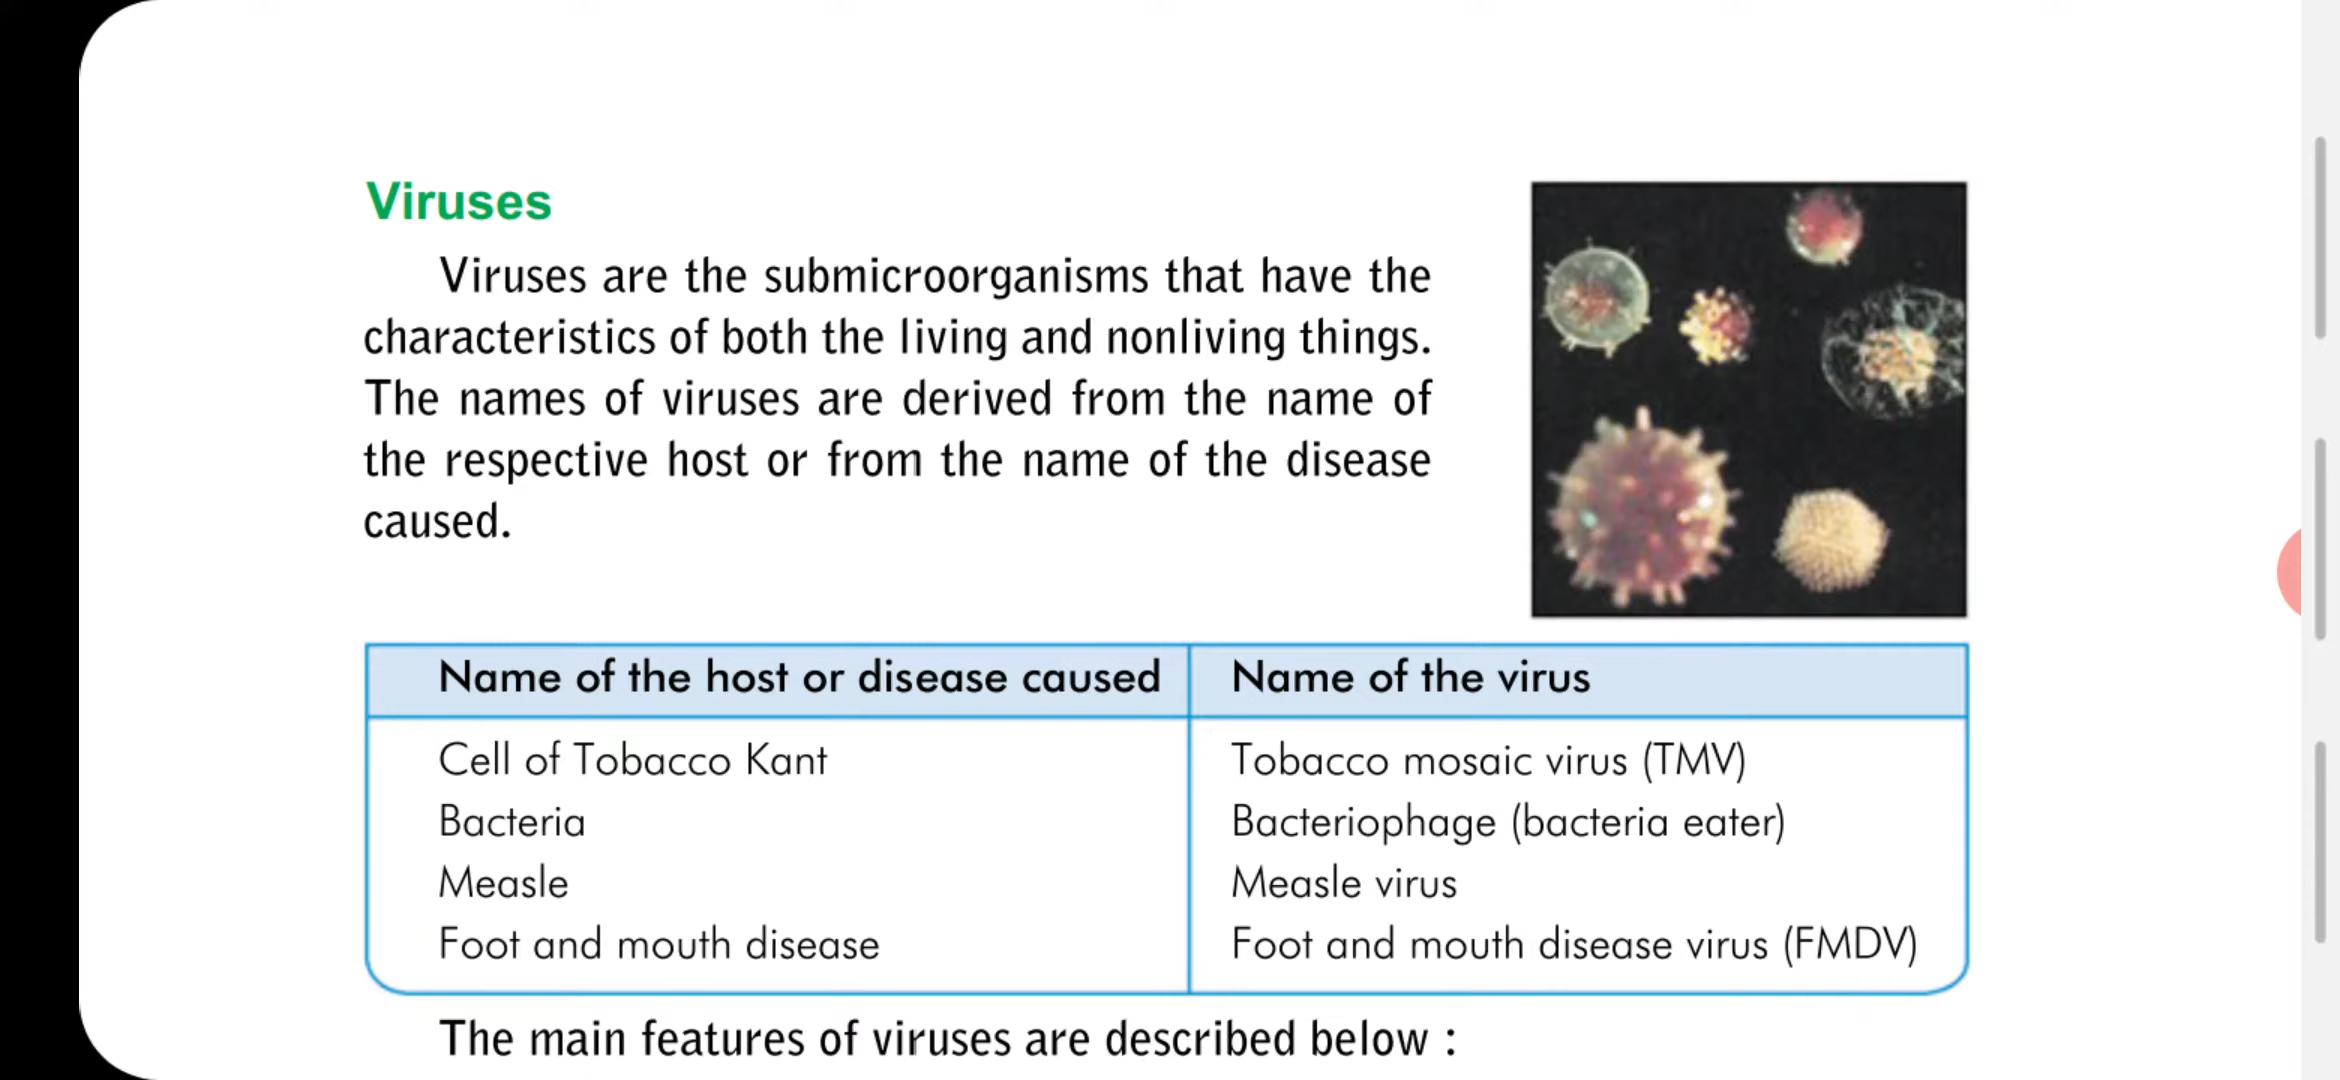 Viruses
Viruses are the submicroorganisms that have the
characteristics of both the living and nonliving things.
The names of viruses are derived from the name of
the respective host or from the name of the disease
caused.
Name of the host or disease caused Name of the virus
Cell of Tobacco Kant Tobacco mosaic virus (TMV)
Bacteria Bacteriophage (bacteria eater)
Measle Measle virus
Foot and mouth disease Foot and mouth disease virus (FMDV)
The main features of viruses are described below :